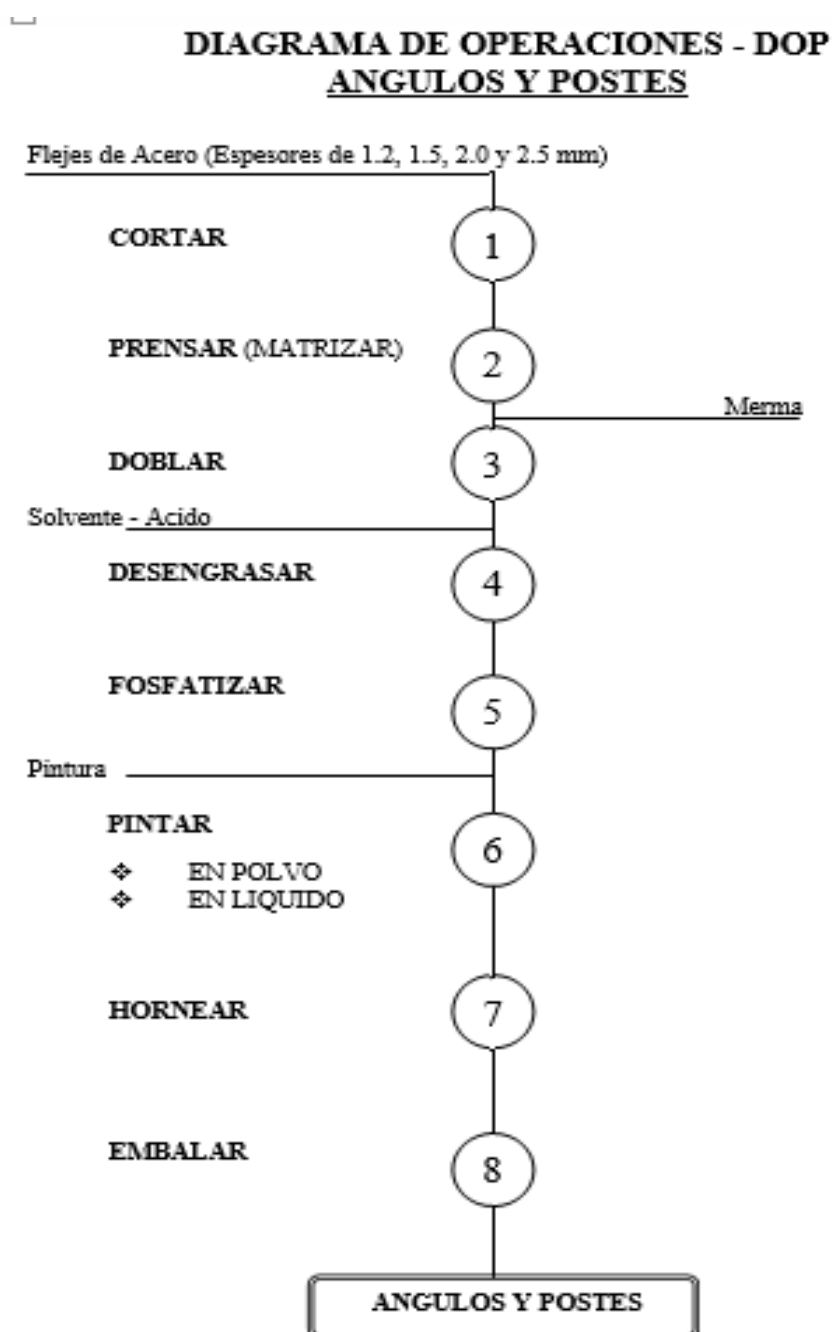 DIAGRAMA DE OPERACIONES - DOP
ANGULOS Y POSTES
Flejes de Acero (Espesores de 1.2, 1.5, 2.0 y 2.5 mm)
CORTAR 1
PRENSAR (MATRIZAR) 2
Merma
DOBLAR 3
Solvente - Acido
DESENGRASAR 4
FOSFATIZAR 5
Pintura
PINTAR 6
❖ EN POLVO
❖ EN LIQUIDO
HORNEAR 7
EMBALAR 8
ANGULOS Y POSTES